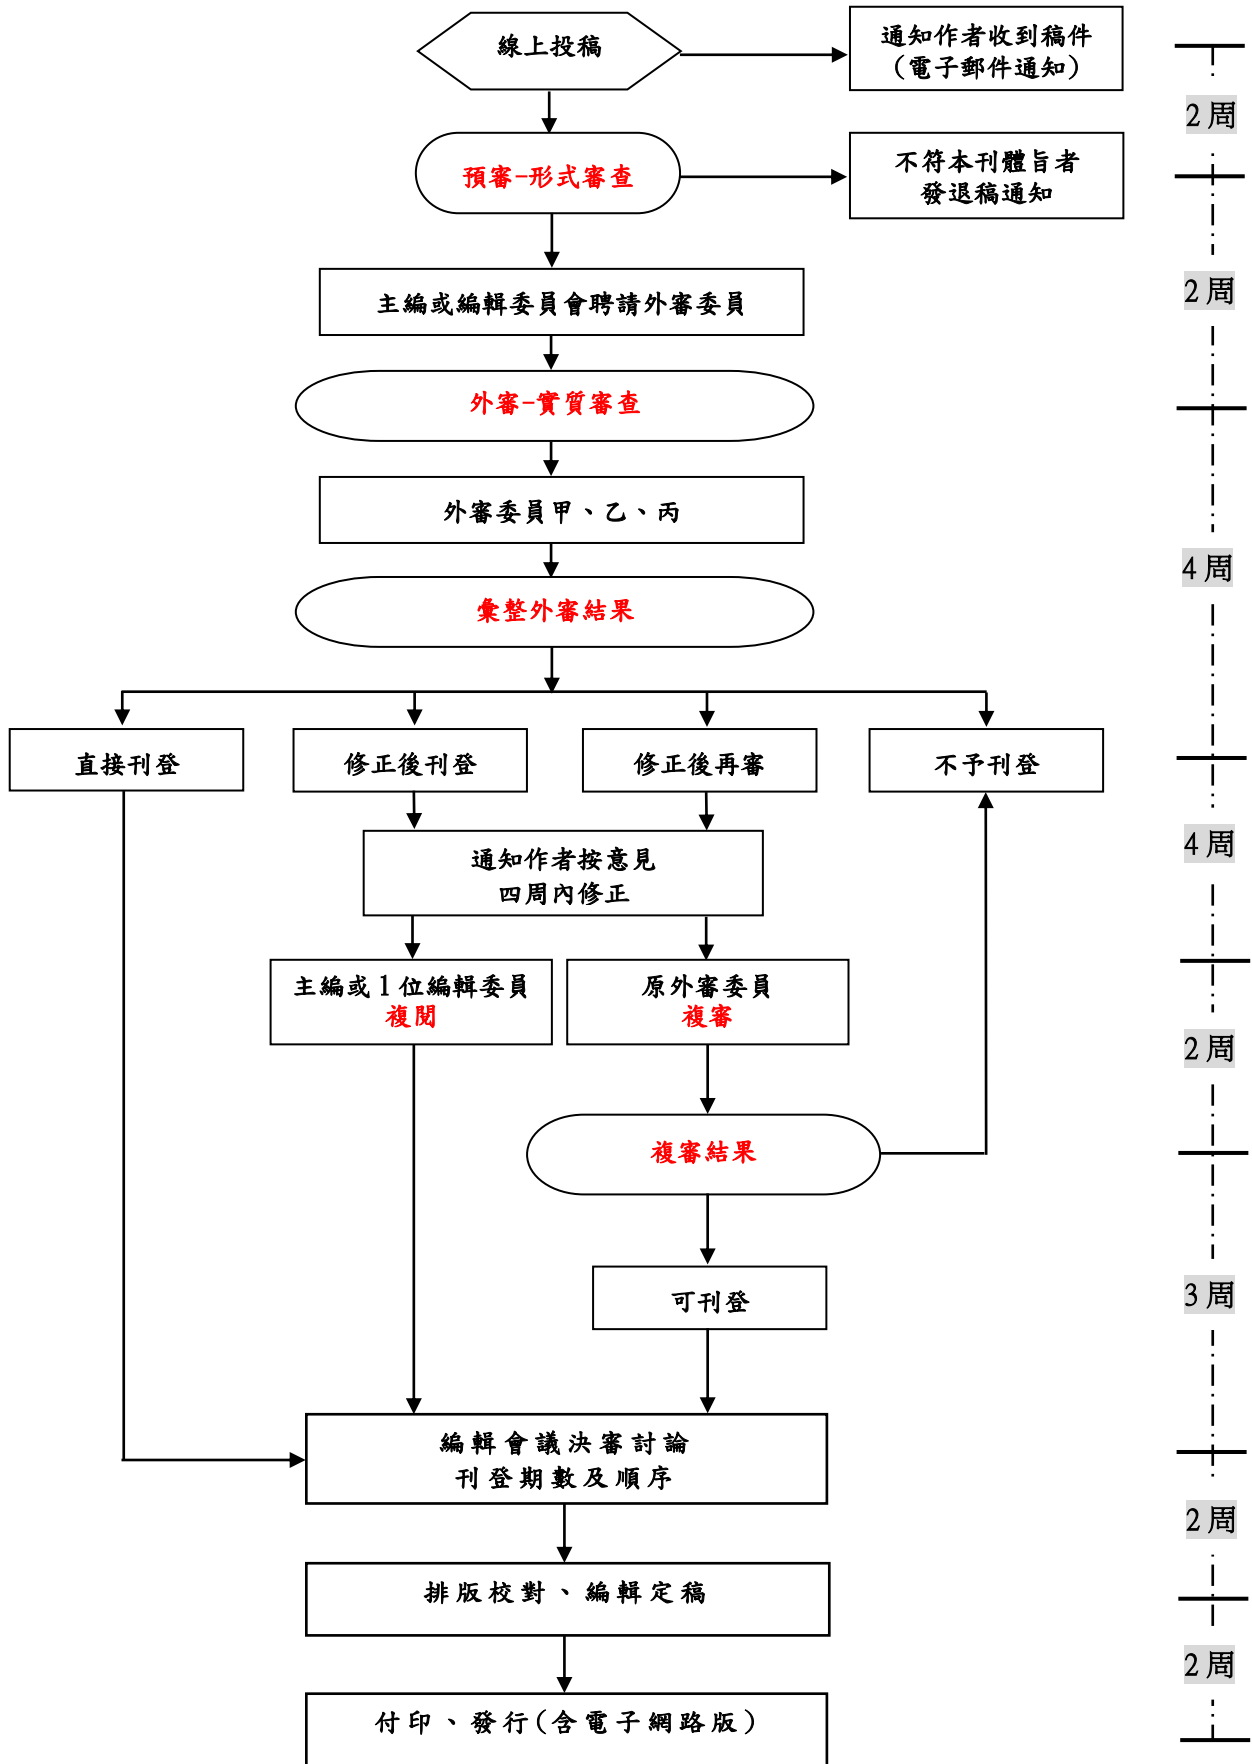 線上投稿
通知作者收到稿件
(電子郵件通知)
2周
預審-形式審查
不符本刊體旨者
發退稿通知
主編或編輯委員會聘請外審委員
2周
外審-實質審查
外審委員甲、乙、丙
4周
彙整外審結果
直接刊登
修正後刊登
修正後再審
不予刊登
通知作者按意見
四周內修正
4周
主編或1位編輯委員
複閱
原外審委員
複審
2周
複審結果
可刊登
3周
編輯會議決審討論
刊登期數及順序
2周
排版校對、編輯定稿
2周
付印、發行(含電子網路版)